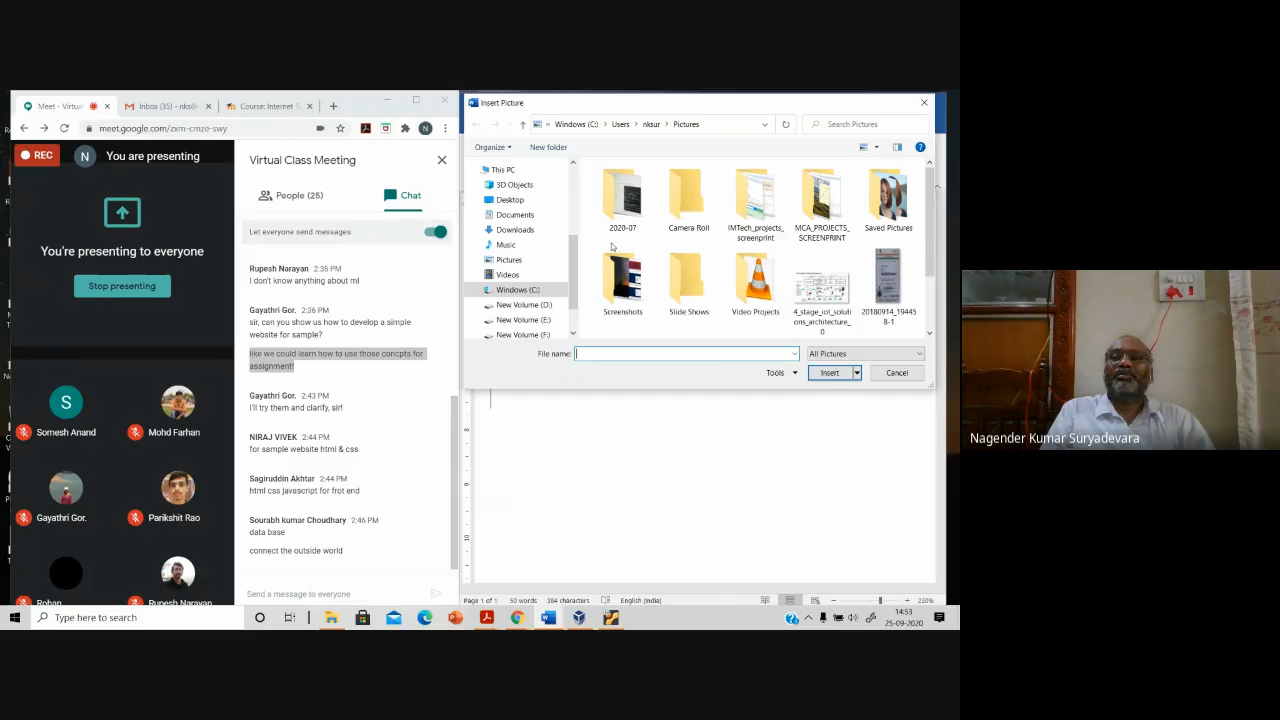 Meet - Virtua
Inbox (35) - nks@
Course: Internet T
meet.google.com/zxm-cmze-swy
N
REC
N
You are presenting
You're presenting to everyone
Stop presenting
S
Somesh Anand
Mohd Farhan
Gayathri Gor.
Parikshit Rao
Rohan
Rupesh Narayan
Virtual Class Meeting
People (25)
Chat
Let everyone send messages
Rupesh Narayan 2:35 PM
I don't know anything about ml
Gayathri Gor. 2:36 PM
sir, can you show us how to develop a simple
website for sample?
like we could learn how to use those concpts for
assignment!
Gayathri Gor. 2:43 PM
I'll try them and clarify, sir!
NIRAJ VIVEK 2:44 PM
for sample website html & css
Sagiruddin Akhtar 2:44 PM
html css javascript for frot end
Sourabh kumar Choudhary 2:46 PM
data base
connect the outside world
Send a message to everyone
Insert Picture
Windows (C:) > Users > nksur > Pictures
Search Pictures
Organize
New folder
This PC
3D Objects
Desktop
Documents
Downloads
Music
Pictures
Videos
Windows (C:)
New Volume (D:)
New Volume (E:)
New Volume (F:)
2020-07
Camera Roll
IMTech_projects_
screenprint
MCA_PROJECTS_
SCREENPRINT
Saved Pictures
Screenshots
Slide Shows
Video Projects
4_stage_iot_soluti
ons_architecture_
0
20180914_19445
8-1
File name:
All Pictures
Tools
Insert
Cancel
8
9
10
Page 1 of 1
50 words
384 characters
English (India)
230%
Type here to search
14:53
25-09-2020
Nagender Kumar Suryadevara